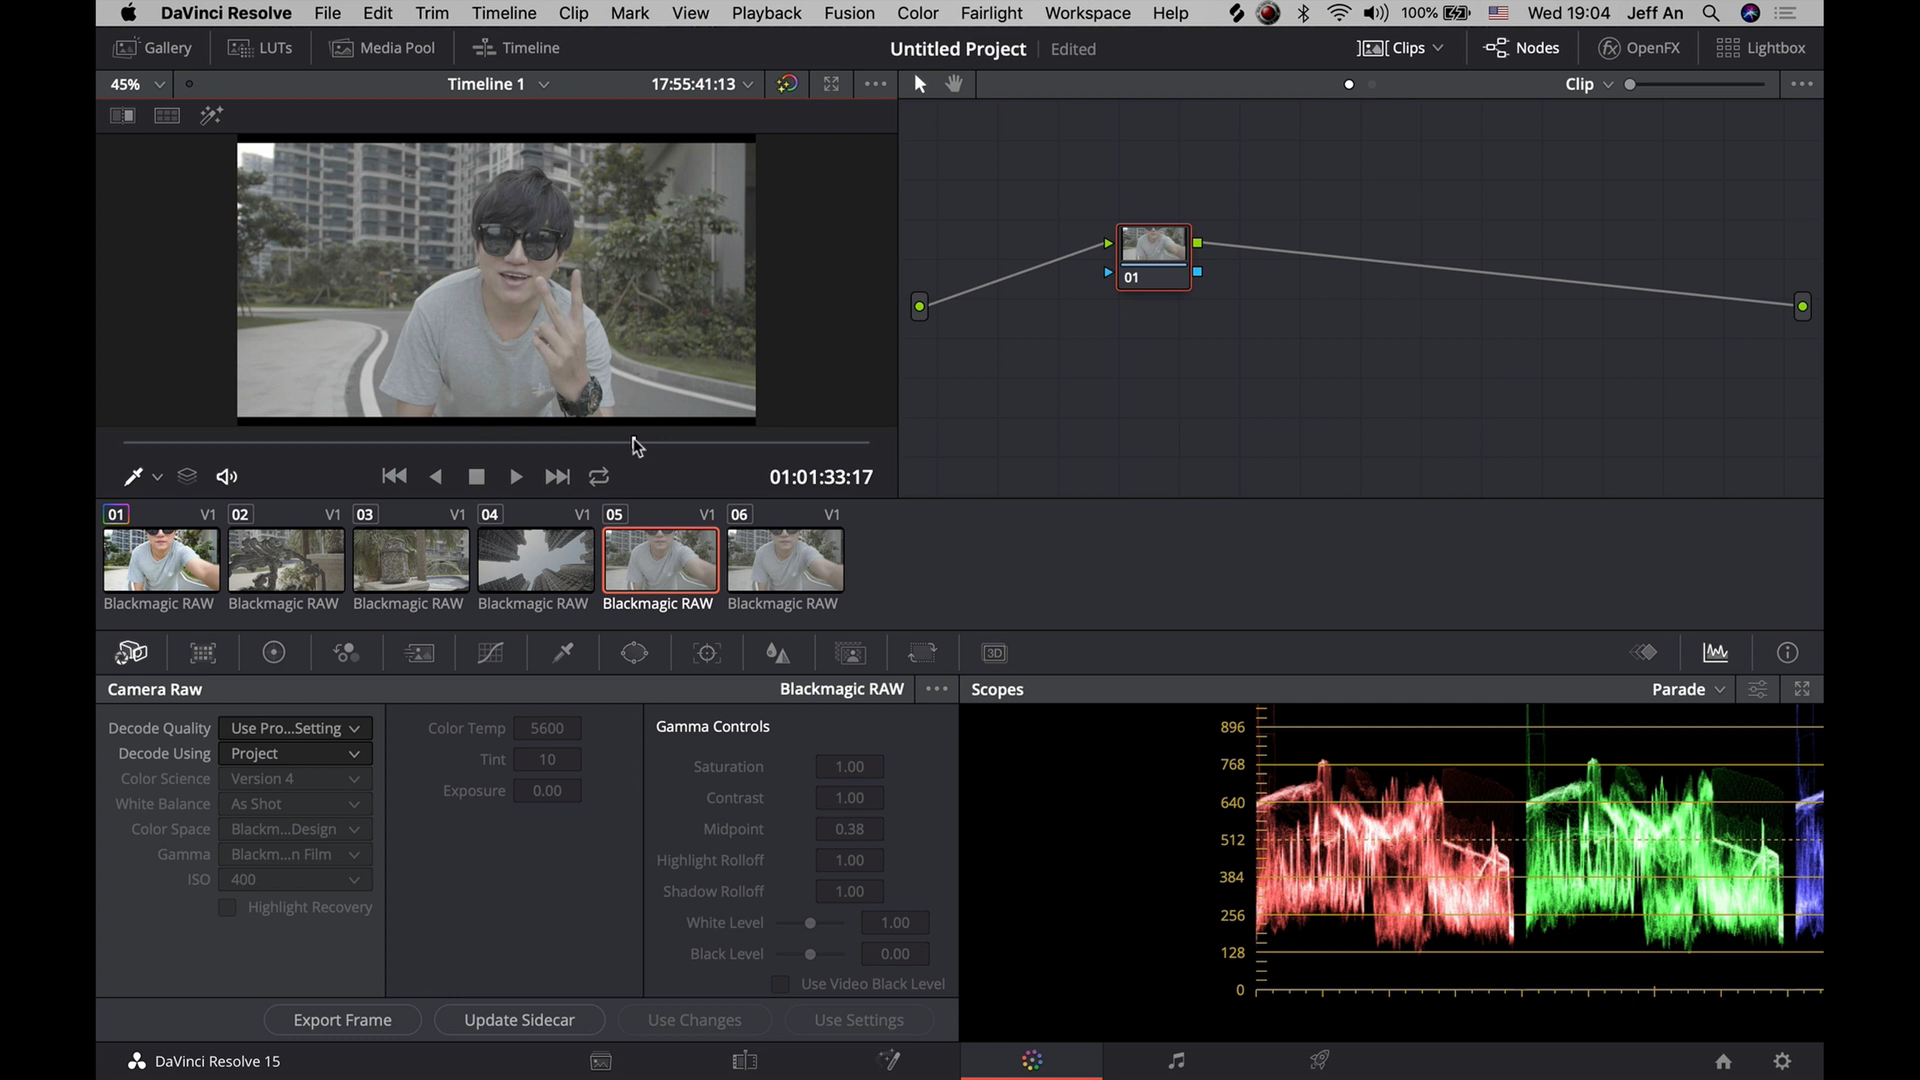 DaVinci Resolve File Edit Trim Timeline Clip Mark View Playback Fusion Color Fairlight Workspace Help 100% Wed 19:04 Jeff An
Gallery LUTs Media Pool Timeline Untitled Project Edited Clips Nodes OpenFX Lightbox
45% Timeline 1 17:55:41:13 Clip
01
01:01:33:17
01 V1 02 V1 03 V1 04 V1 05 V1 06 V1
Blackmagic RAW Blackmagic RAW Blackmagic RAW Blackmagic RAW Blackmagic RAW Blackmagic RAW
3D
Camera Raw Blackmagic RAW Scopes Parade
Decode Quality Use Pro...Setting
Decode Using Project
Color Science Version 4
White Balance As Shot
Color Space Blackm...Design
Gamma Blackm...n Film
ISO 400
Highlight Recovery
Color Temp 5600
Tint 10
Exposure 0.00
Gamma Controls
Saturation 1.00
Contrast 1.00
Midpoint 0.38
Highlight Rolloff 1.00
Shadow Rolloff 1.00
White Level 1.00
Black Level 0.00
Use Video Black Level
896
768
640
512
384
256
128
0
Export Frame Update Sidecar Use Changes Use Settings
DaVinci Resolve 15